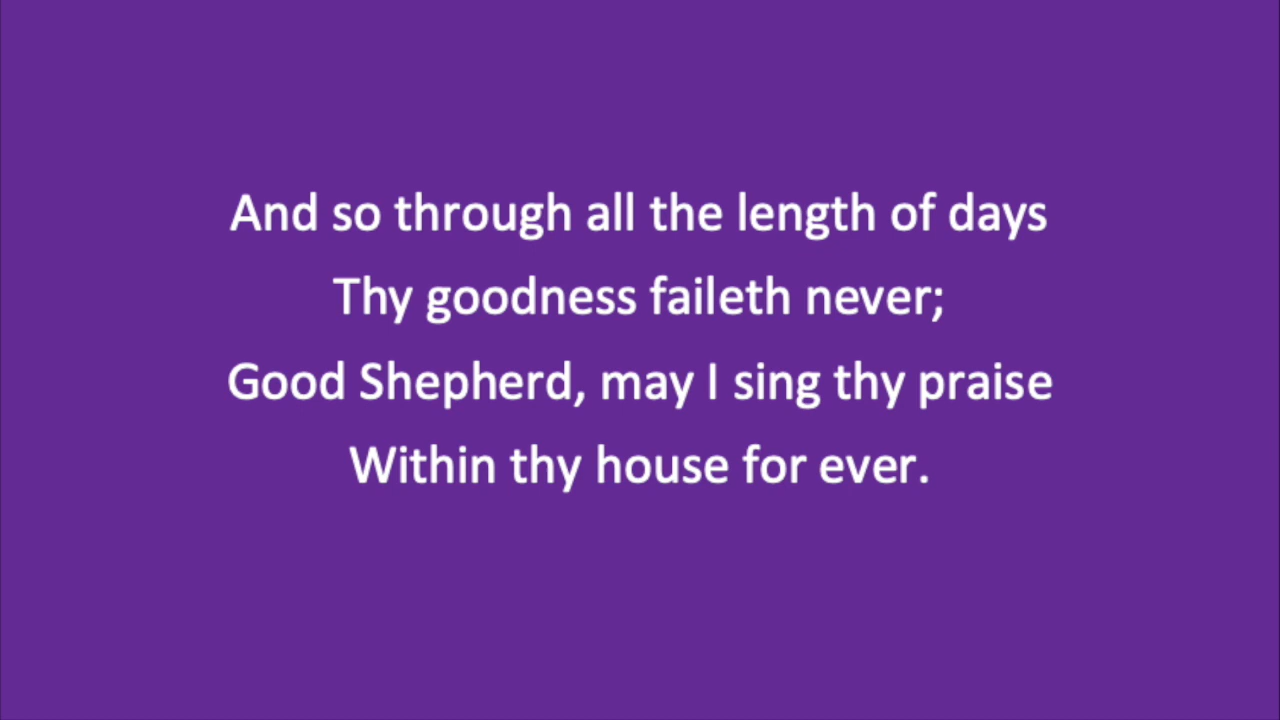 And so through all the length of days
Thy goodness faileth never;
Good Shepherd, may I sing thy praise
Within thy house for ever.